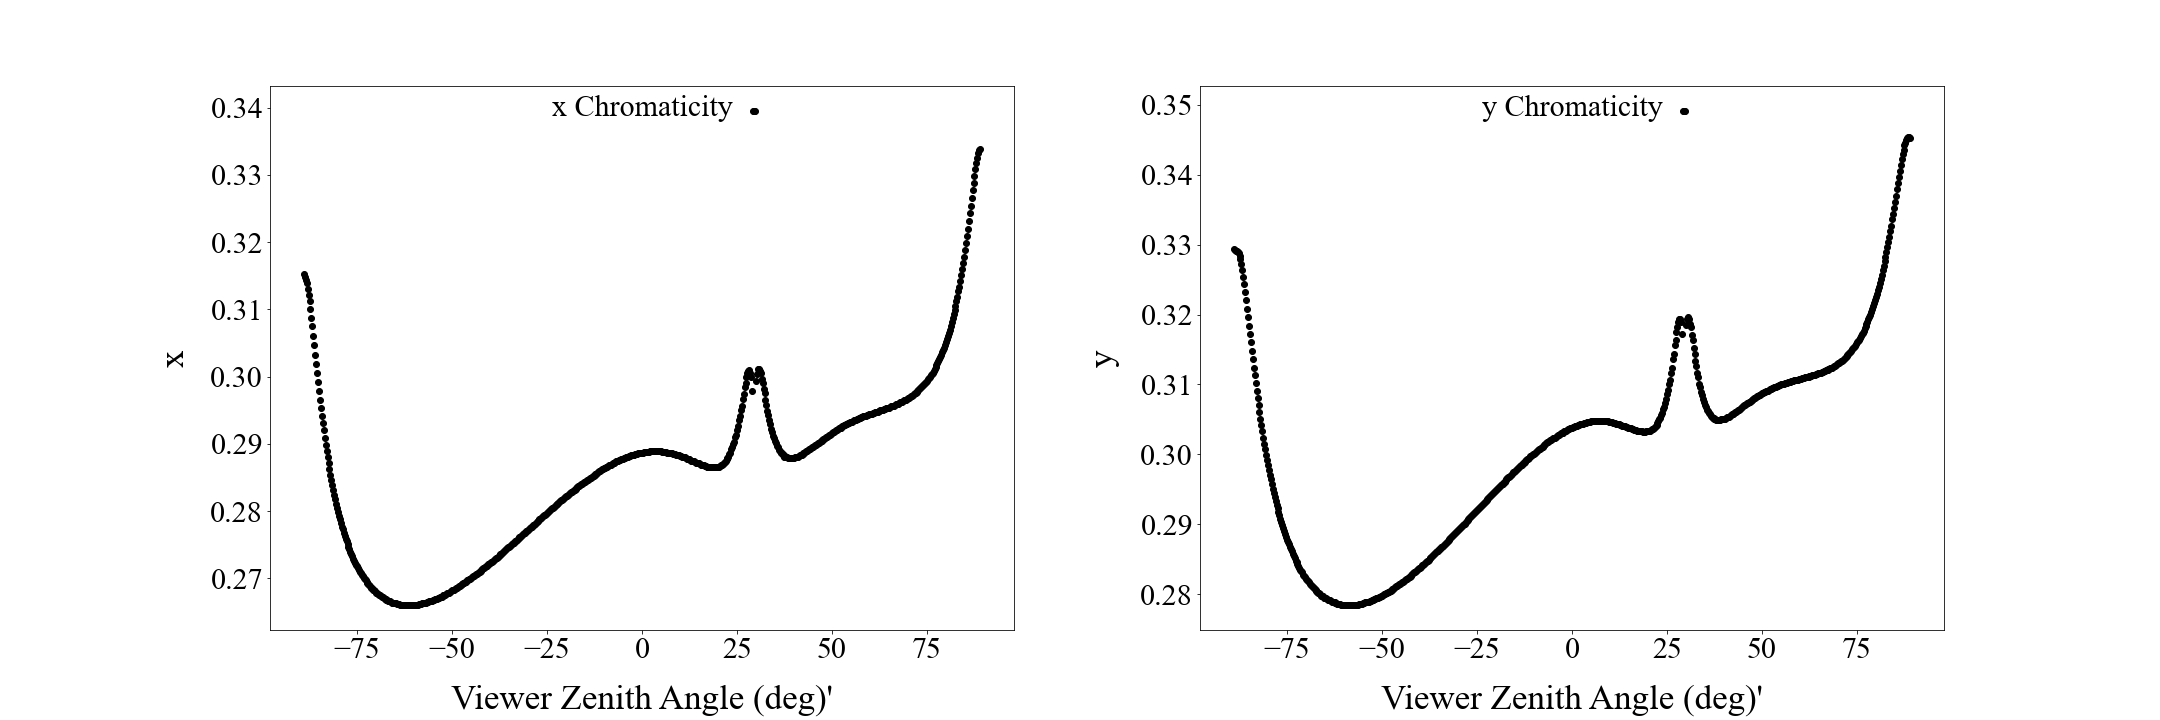 x Chromaticity
0.34
0.33
0.32
0.31
0.30
0.29
0.28
0.27
x
−75 −50 −25 0 25 50 75
Viewer Zenith Angle (deg)'
y Chromaticity
0.35
0.34
0.33
0.32
0.31
0.30
0.29
0.28
y
−75 −50 −25 0 25 50 75
Viewer Zenith Angle (deg)'